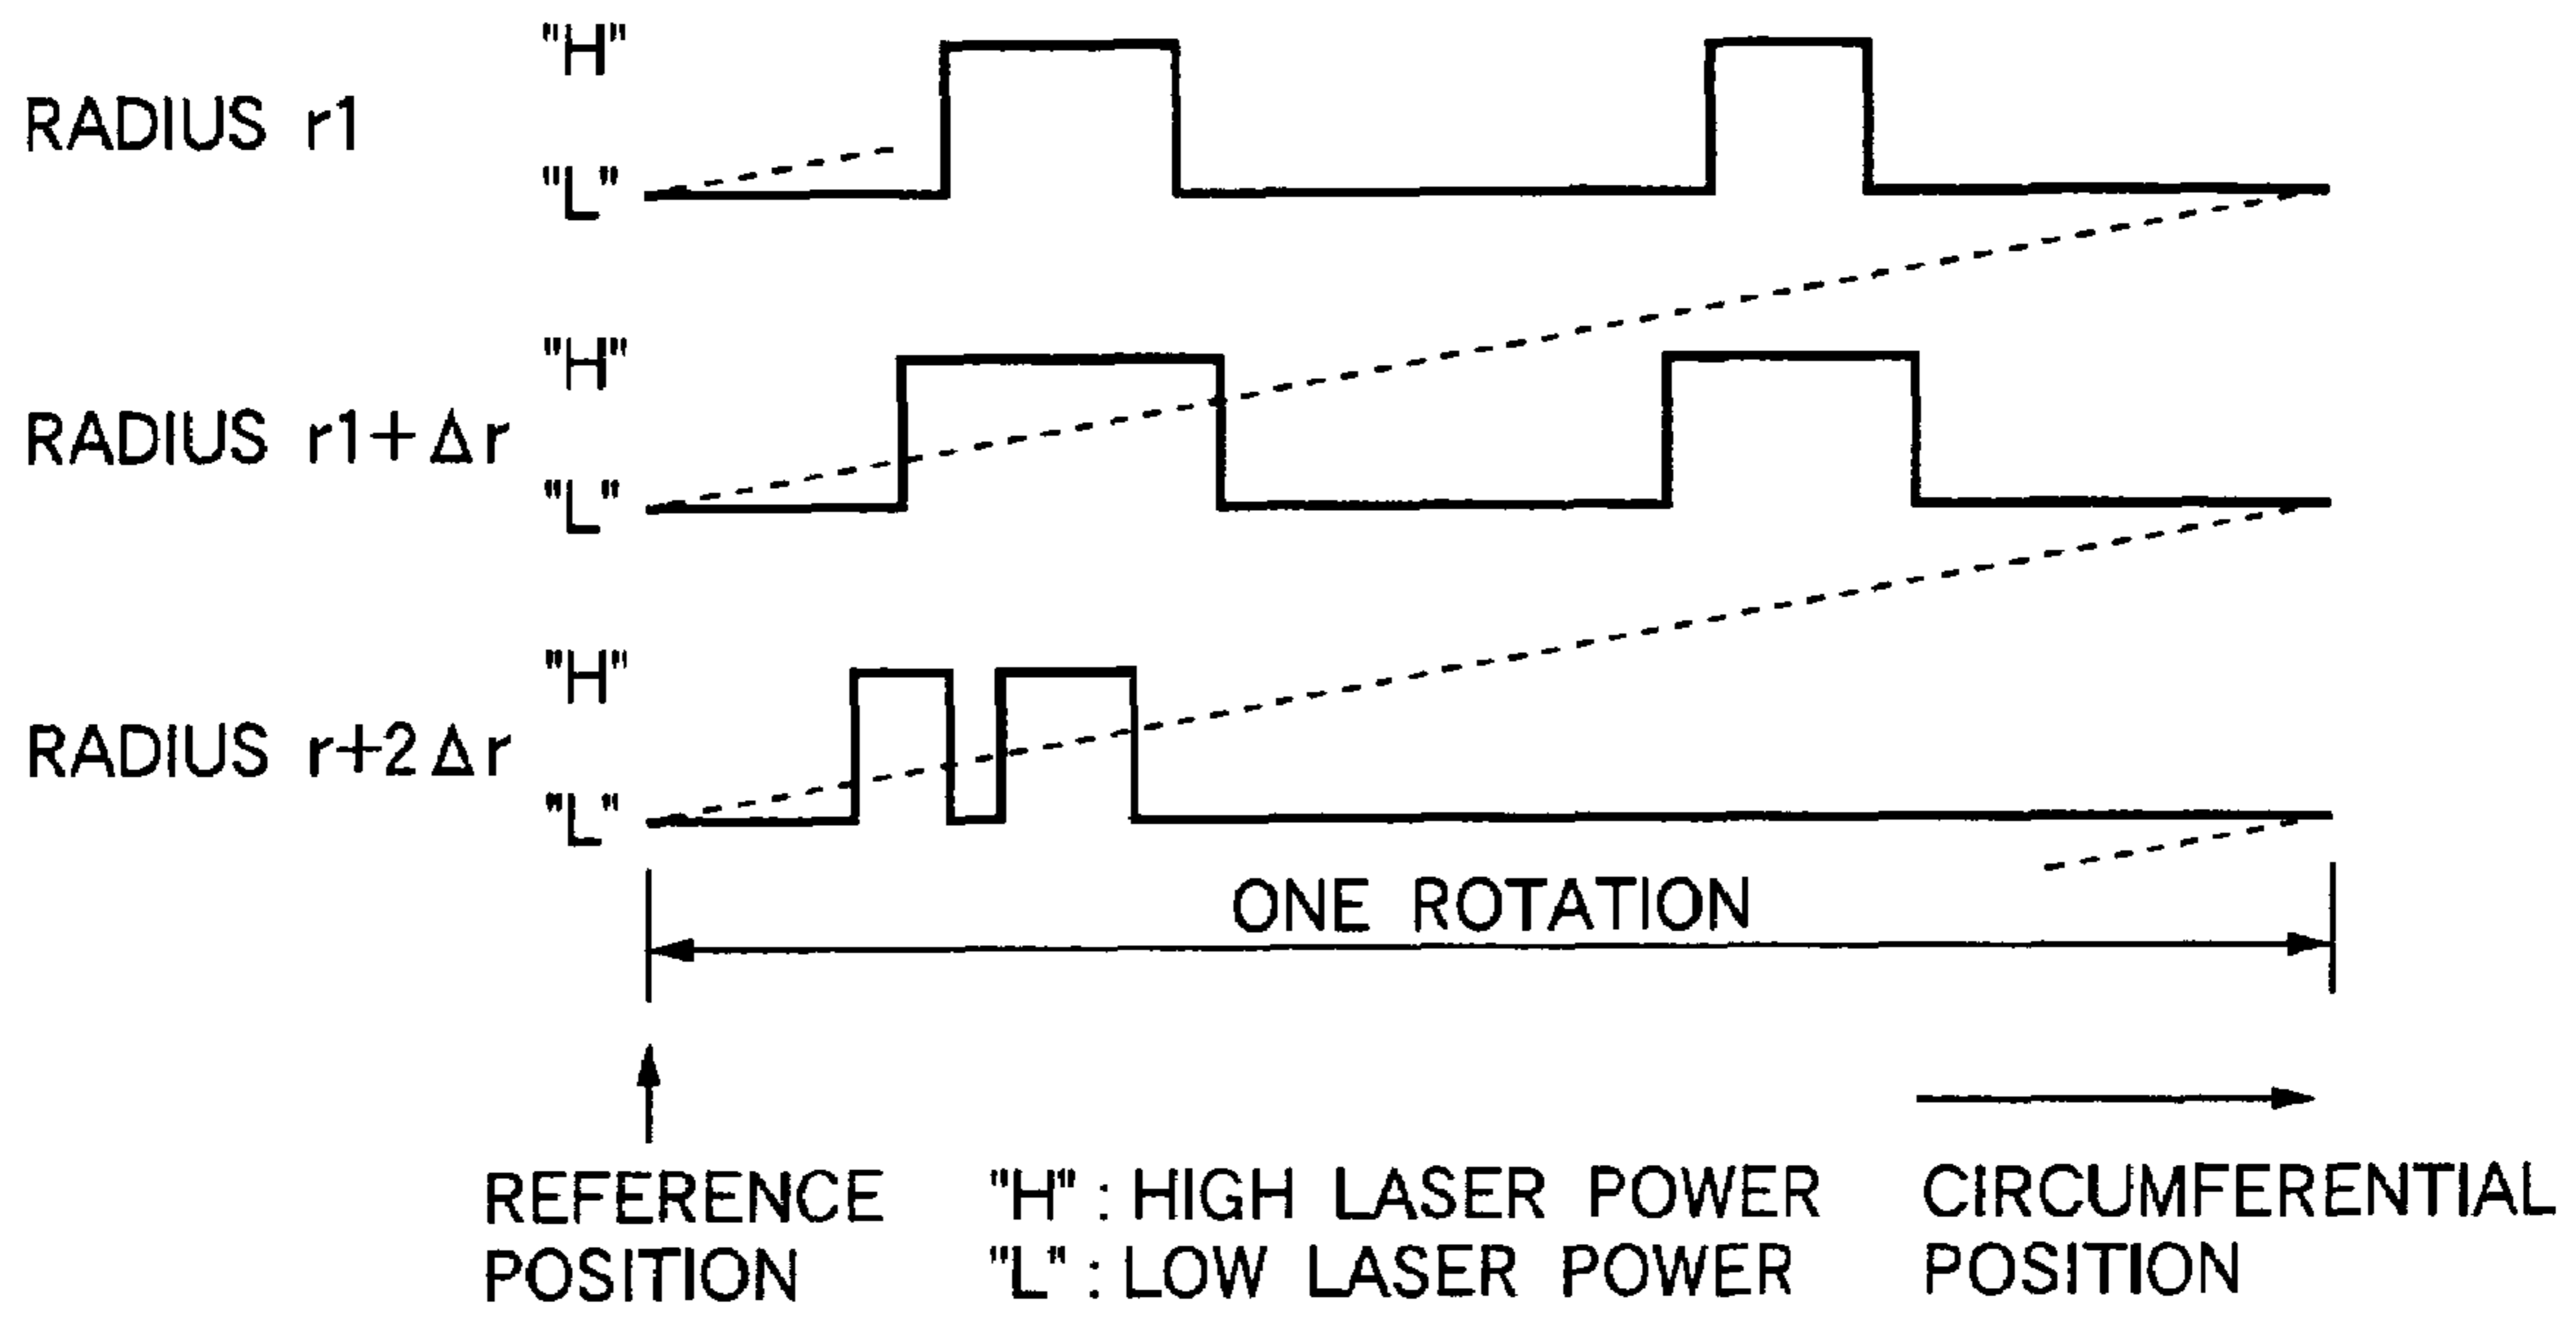 "H"
RADIUS r1
"L"
"H"
RADIUS r1+Δr
"L"
"H"
RADIUS r+2Δr
"L"
ONE ROTATION
REFERENCE POSITION
"H" : HIGH LASER POWER
"L" : LOW LASER POWER
CIRCUMFERENTIAL POSITION